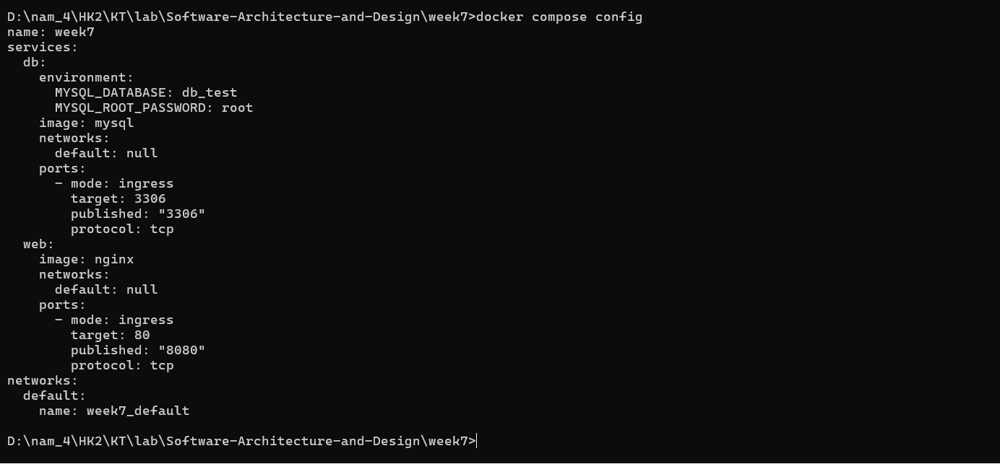 D:\nam_4\HK2\KT\lab\Software-Architecture-and-Design\week7>docker compose config
name: week7
services:
  db:
    environment:
      MYSQL_DATABASE: db_test
      MYSQL_ROOT_PASSWORD: root
    image: mysql
    networks:
      default: null
    ports:
      - mode: ingress
        target: 3306
        published: "3306"
        protocol: tcp
  web:
    image: nginx
    networks:
      default: null
    ports:
      - mode: ingress
        target: 80
        published: "8080"
        protocol: tcp
networks:
  default:
    name: week7_default
D:\nam_4\HK2\KT\lab\Software-Architecture-and-Design\week7>